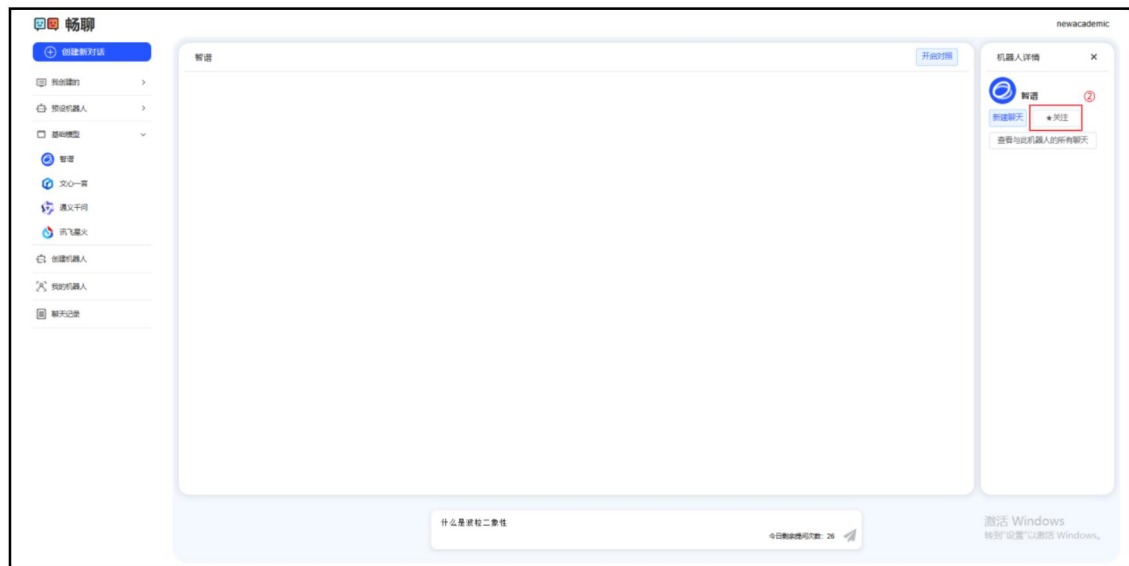 畅聊
newacademic
创建新对话
我创建的
预设机器人
基础模型
智谱
文心一言
通义千问
讯飞星火
创建机器人
我的机器人
聊天记录
智谱
开启对照
机器人详情 ×
智谱 ②
新建聊天 ★关注
查看与此机器人的所有聊天
什么是波粒二象性
今日剩余提问次数: 26
激活 Windows
转到“设置”以激活 Windows。